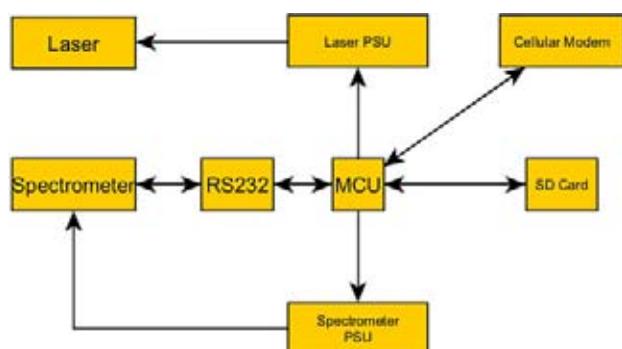 Laser
Laser PSU
Cellular Modem
Spectrometer
RS232
MCU
SD Card
Spectrometer
PSU